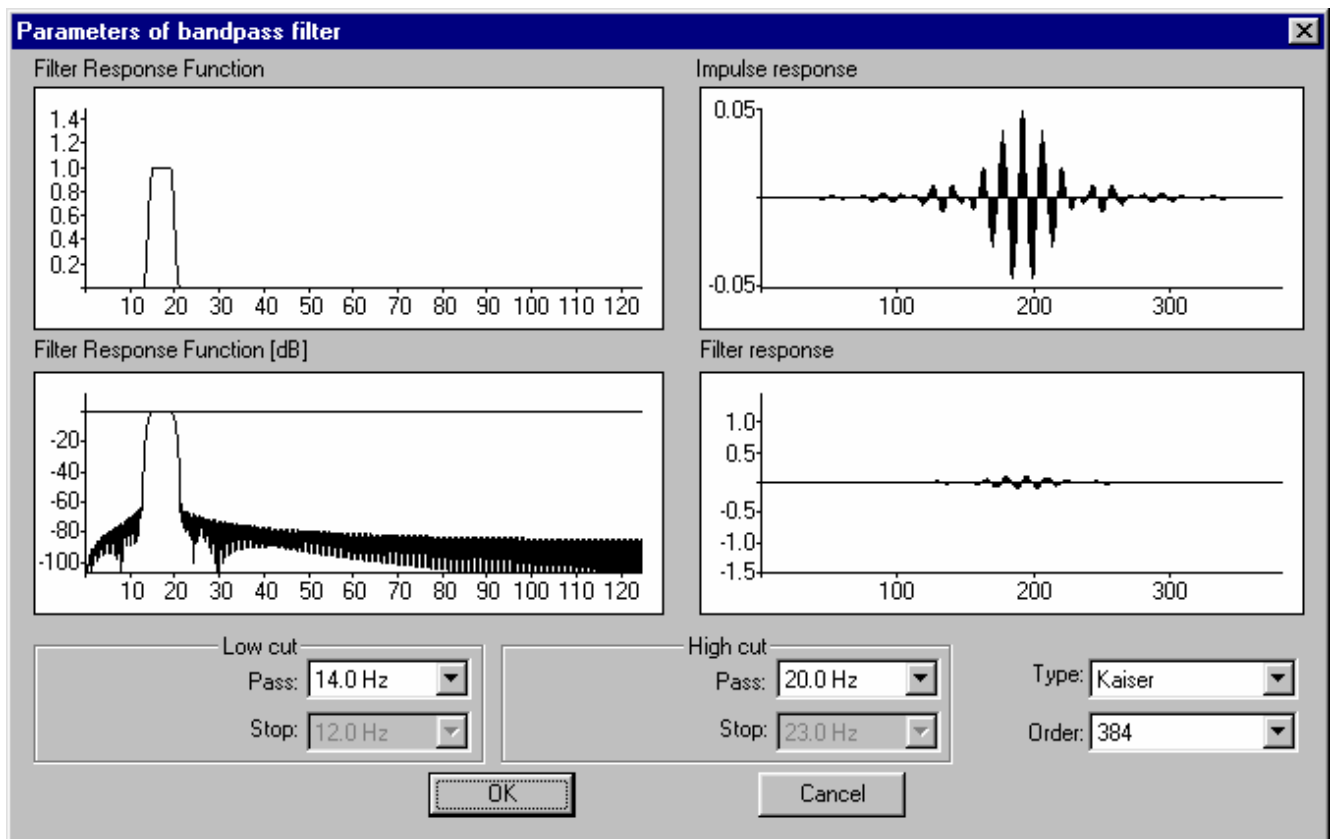 Parameters of bandpass filter
Filter Response Function
1.4
1.2
1.0
0.8
0.6
0.4
0.2
10 20 30 40 50 60 70 80 90 100 110 120
Impulse response
0.05
-0.05
100 200 300
Filter Response Function [dB]
-20
-40
-60
-80
-100
10 20 30 40 50 60 70 80 90 100 110 120
Filter response
1.0
0.5
-0.5
-1.0
-1.5
100 200 300
Low cut
Pass: 14.0 Hz
Stop: 12.0 Hz
High cut
Pass: 20.0 Hz
Stop: 23.0 Hz
Type: Kaiser
Order: 384
OK
Cancel